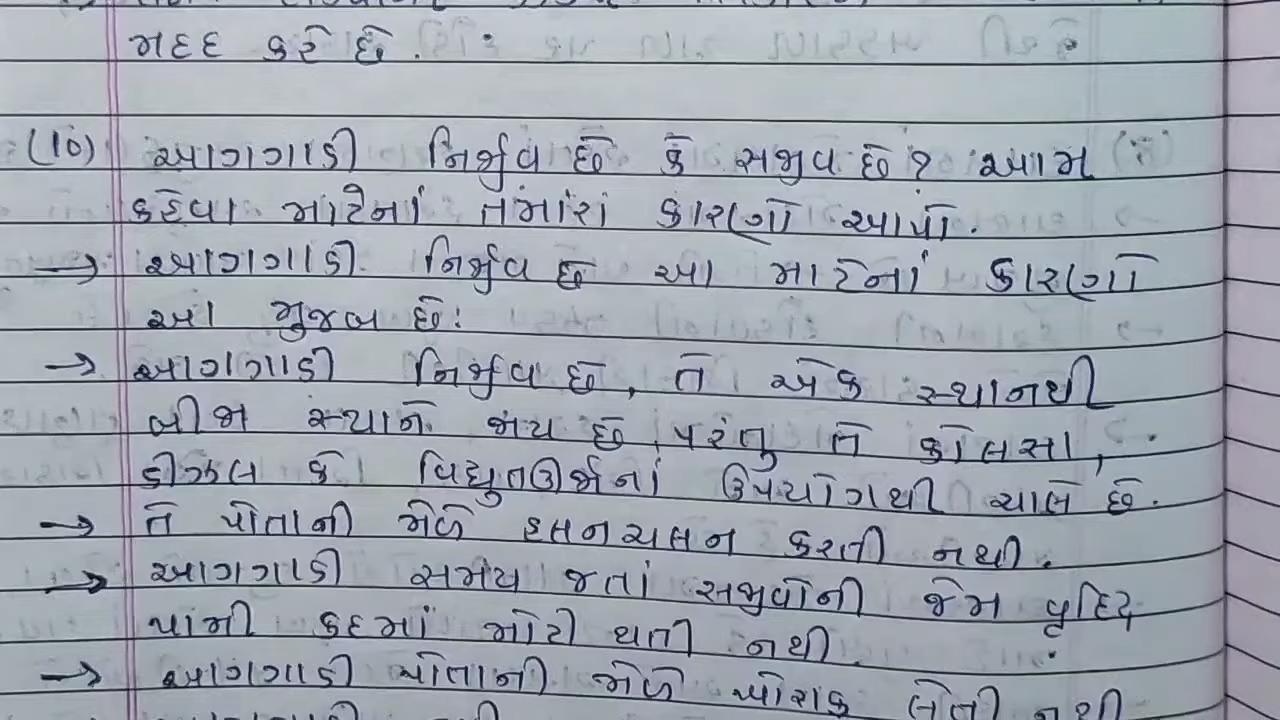 મદદ કરે છે.
(10) આગગાડી નિર્જીવ છે કે સજીવ છે? આમ
કહેવા માટેનાં તમારાં કારણો આપો.
→ આગગાડી નિર્જીવ છે આ માટેનાં કારણો
આ મુજબ છે:
→ આગગાડી નિર્જીવ છે, તે એક સ્થાનથી
બીજા સ્થાને જાય છે પરંતુ તે કોલસા,
ડીઝલ કે વિદ્યુતઊર્જાનાં ઉપયોગથી ચાલે છે.
→ તે પોતાની મેળે હલનચલન કરતી નથી.
→ આગગાડી સમય જતાં સજીવોની જેમ વૃદ્ધિ
પામી કદમાં મોટી થતી નથી.
→ આગગાડી પોતાની મેળે ખોરાક લેતી નથી